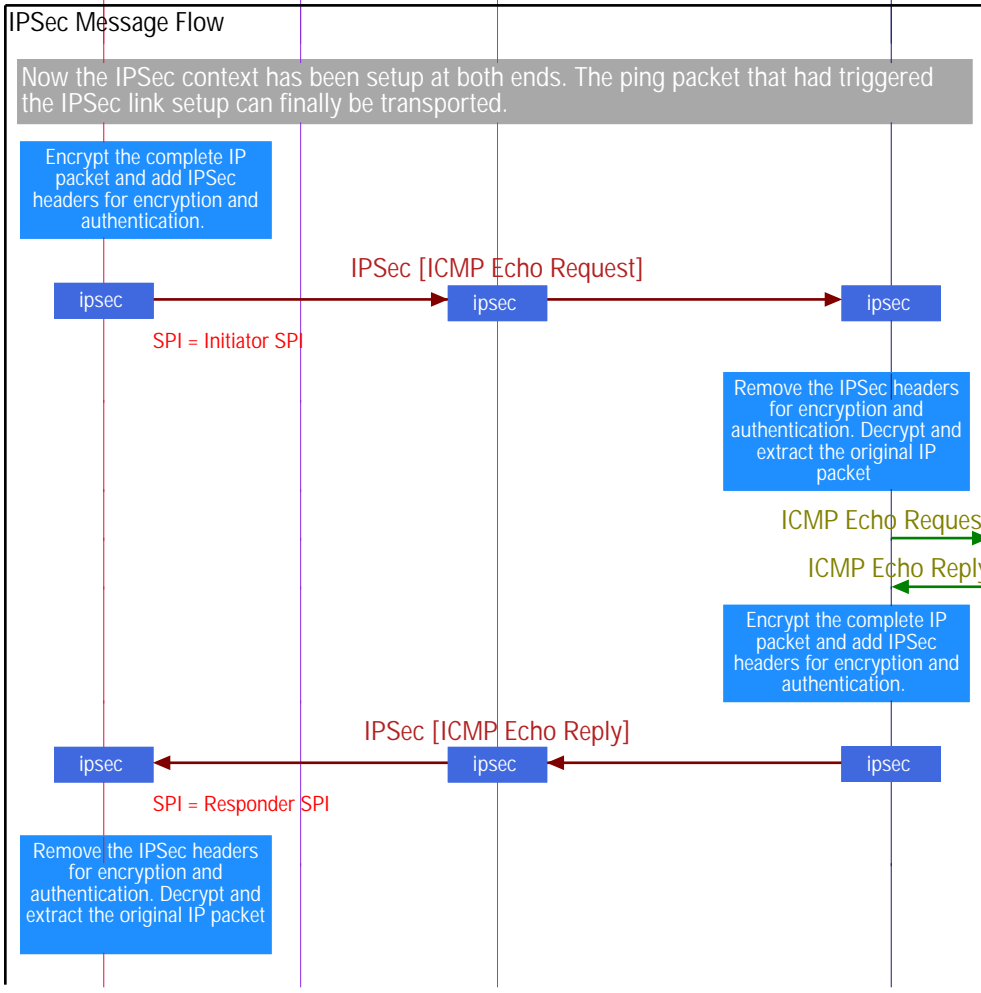 IPSec Message Flow
Now the IPSec context has been setup at both ends. The ping packet that had triggered
the IPSec link setup can finally be transported.
Encrypt the complete IP
packet and add IPSec
headers for encryption and
authentication.
IPSec [ICMP Echo Request]
ipsec
ipsec
ipsec
SPI = Initiator SPI
Remove the IPSec headers
for encryption and
authentication. Decrypt and
extract the original IP
packet
ICMP Echo Reques
ICMP Echo Reply
Encrypt the complete IP
packet and add IPSec
headers for encryption and
authentication.
IPSec [ICMP Echo Reply]
ipsec
ipsec
ipsec
SPI = Responder SPI
Remove the IPSec headers
for encryption and
authentication. Decrypt and
extract the original IP packet